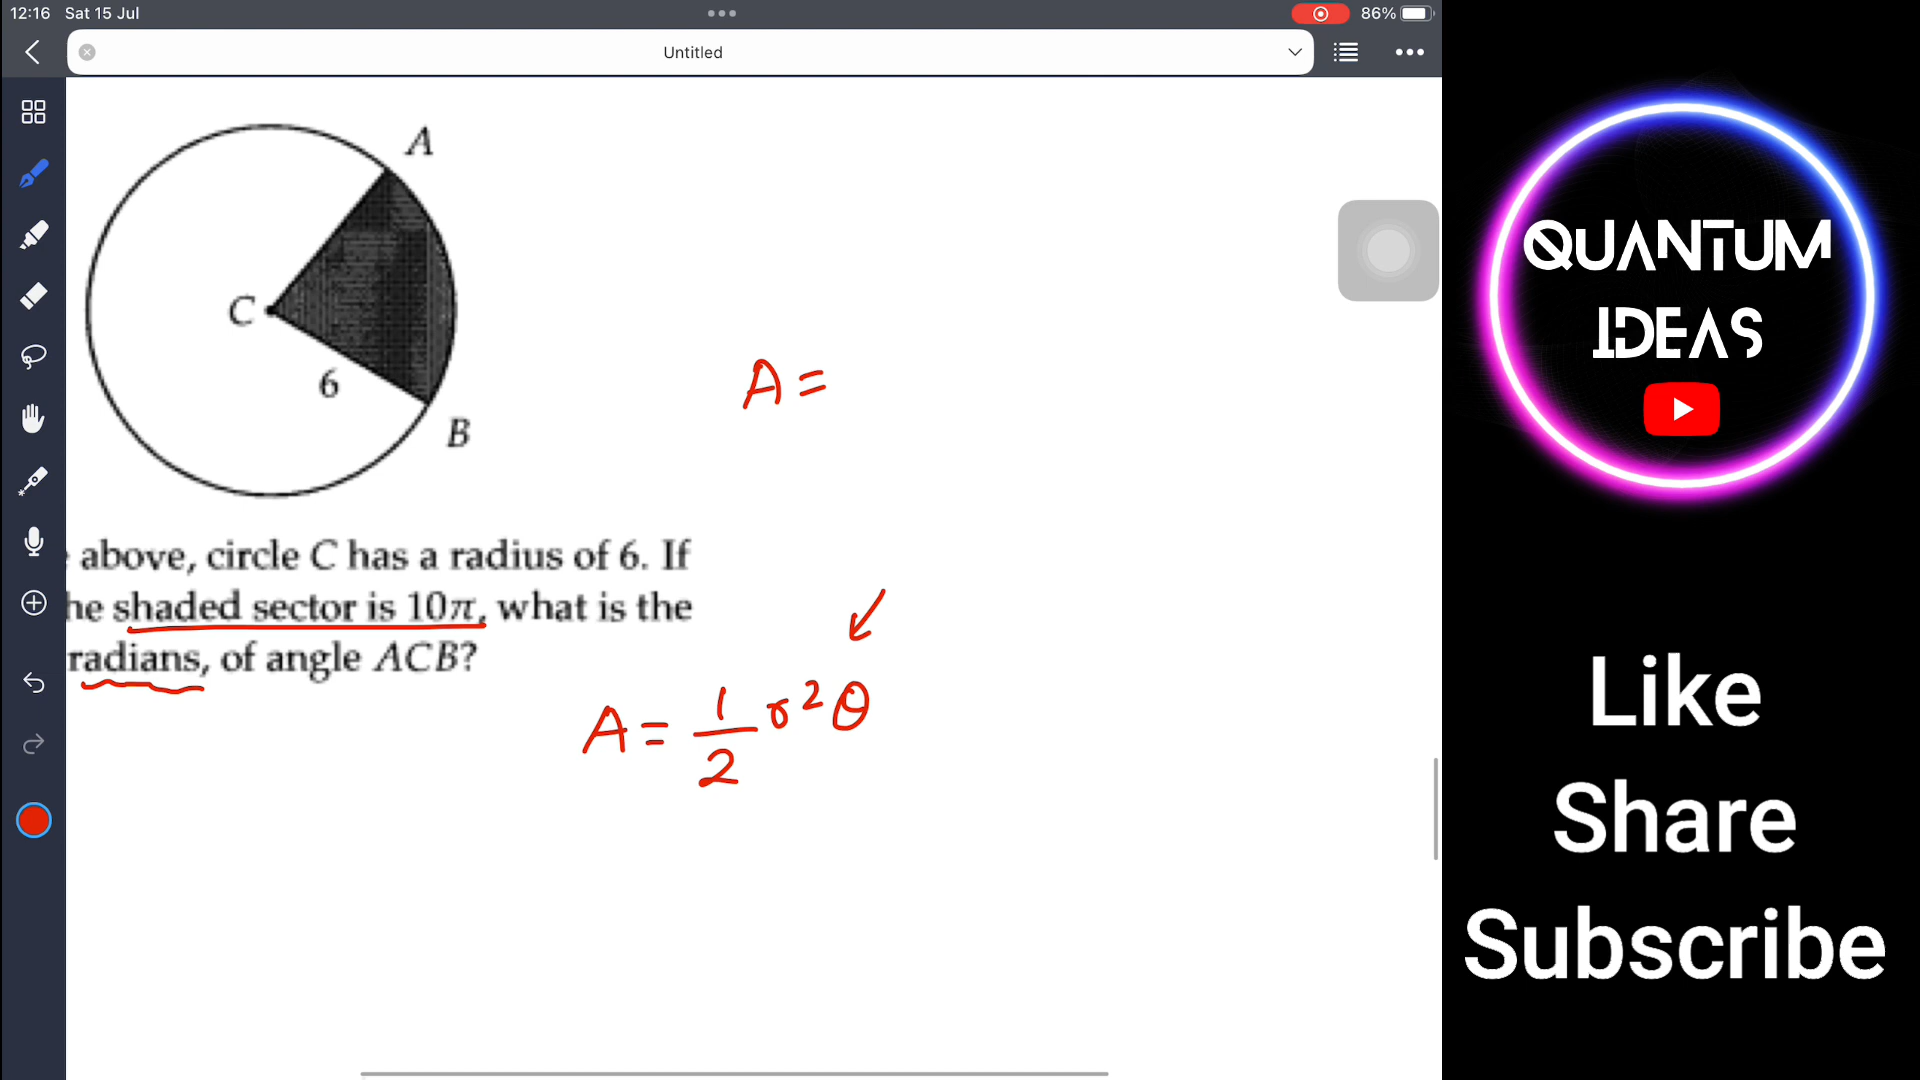 12:16 Sat 15 Jul
86%
Untitled
A
C
6
B
A =
above, circle C has a radius of 6. If
he shaded sector is 10π, what is the
radians, of angle ACB?
A = 1/2 r²θ
QUANTUM
IDEAS
Like
Share
Subscribe